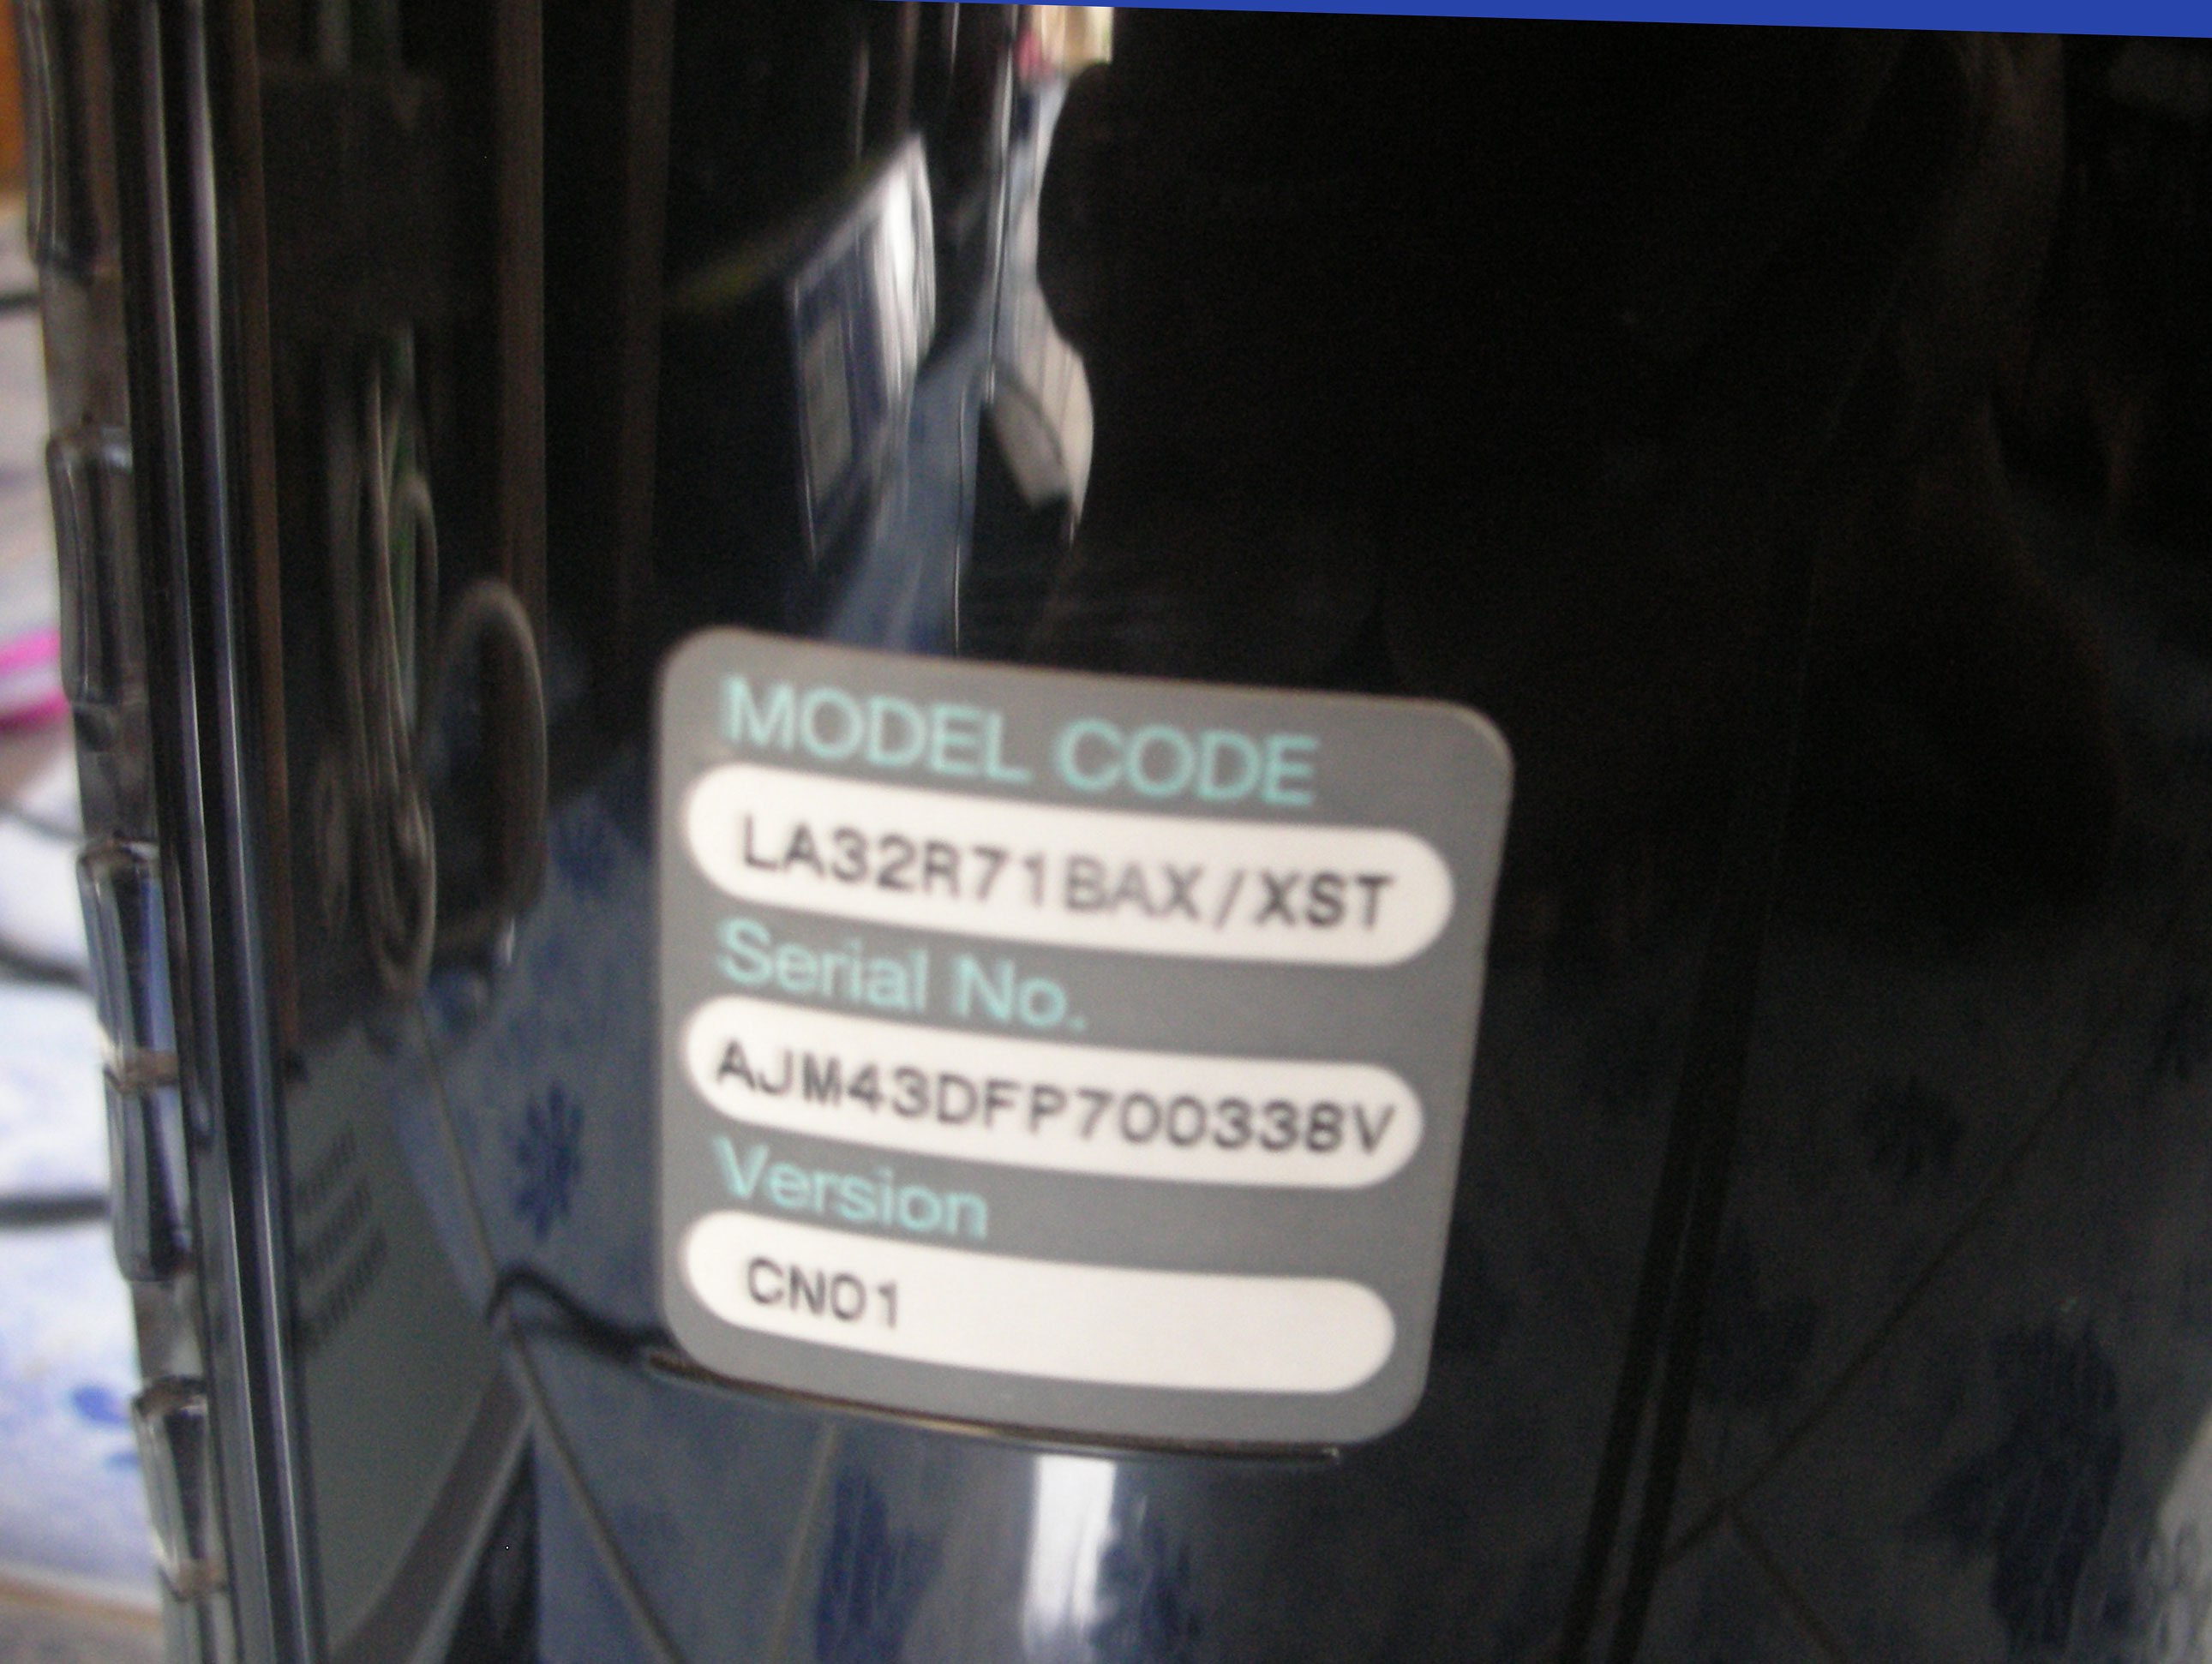 MODEL CODE
LA32R71BAX/XST
Serial No.
AJM43DFP700338V
Version
CN01